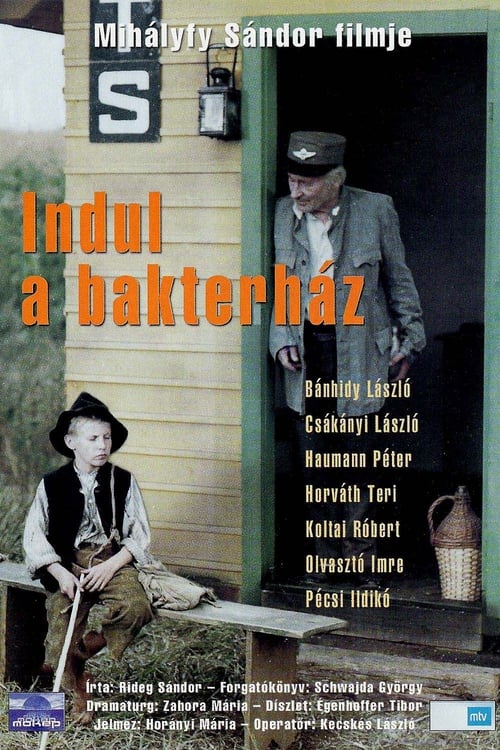 Mihályfy Sándor filmje
S
Indul
a bakterház
Bánhidy László
Csákányi László
Haumann Péter
Horváth Teri
Koltai Róbert
Olvasztó Imre
Pécsi Ildikó
Írta: Rideg Sándor – Forgatókönyv: Schwajda György
Dramaturg: Zahora Mária – Díszlet: Égenhoffer Tibor
Jelmez: Horányi Mária – Operatőr: Kecskés László
MOKÉP
mtv